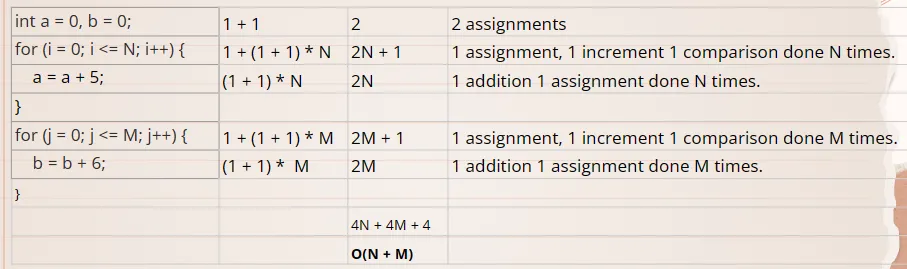 int a = 0, b = 0; 1 + 1 2 2 assignments
for (i = 0; i <= N; i++) { 1 + (1 + 1) * N 2N + 1 1 assignment, 1 increment 1 comparison done N times.
a = a + 5; (1 + 1) * N 2N 1 addition 1 assignment done N times.
}
for (j = 0; j <= M; j++) { 1 + (1 + 1) * M 2M + 1 1 assignment, 1 increment 1 comparison done M times.
b = b + 6; (1 + 1) * M 2M 1 addition 1 assignment done M times.
}
4N + 4M + 4
O(N + M)